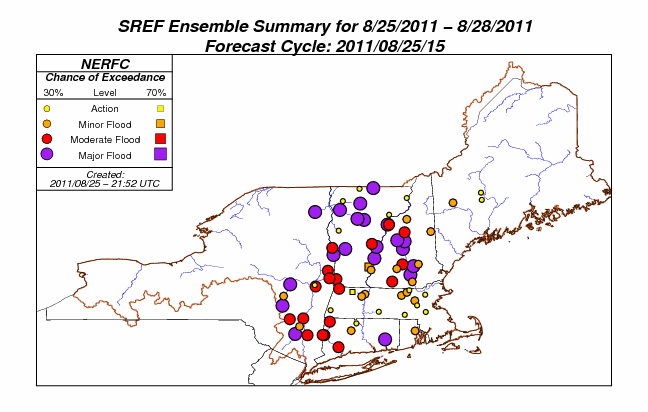 SREF Ensemble Summary for 8/25/2011 – 8/28/2011
Forecast Cycle: 2011/08/25/15
NERFC
Chance of Exceedance
30% Level 70%
Action
Minor Flood
Moderate Flood
Major Flood
Created:
2011/08/25 – 21:52 UTC